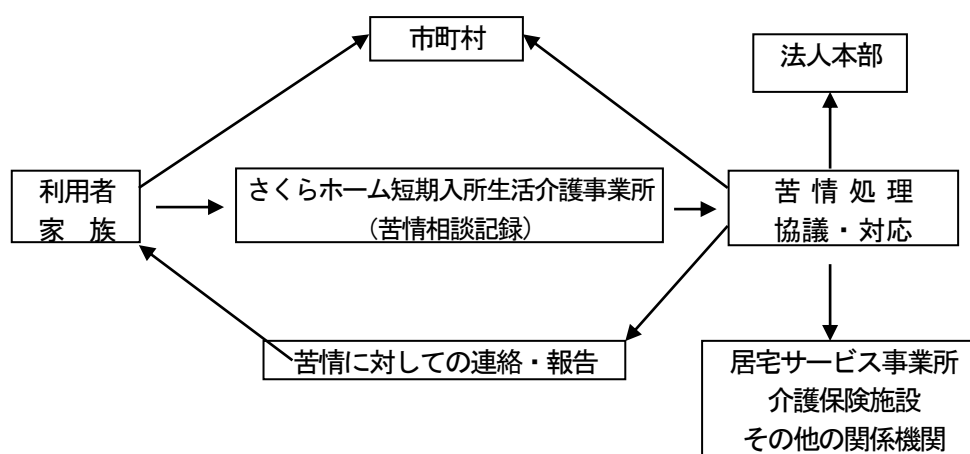 市町村
法人本部
利用者
家　族
さくらホーム短期入所生活介護事業所
（苦情相談記録）
苦 情 処 理
協議・対応
苦情に対しての連絡・報告
居宅サービス事業所
介護保険施設
その他の関係機関